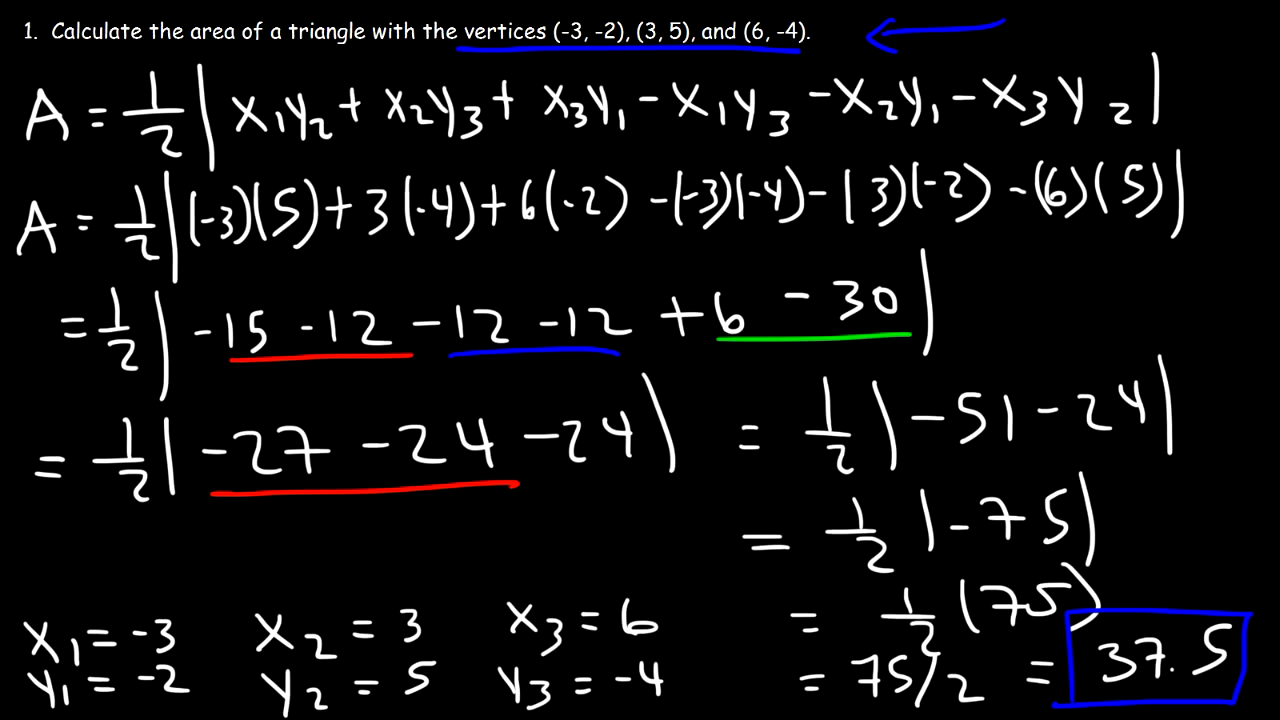 1. Calculate the area of a triangle with the vertices (-3, -2), (3, 5), and (6, -4).
A = 1/2 | x₁y₂ + x₂y₃ + x₃y₁ - x₁y₃ - x₂y₁ - x₃y₂ |
A = 1/2 | (-3)(5) + 3(-4) + 6(-2) - (-3)(-4) - (3)(-2) - (6)(5) |
= 1/2 | -15 - 12 - 12 - 12 + 6 - 30 |
= 1/2 | -27 - 24 - 24 |
= 1/2 | -51 - 24 |
= 1/2 | -75 |
= 1/2 (75)
= 75/2 = 37.5
x₁ = -3 x₂ = 3 x₃ = 6
y₁ = -2 y₂ = 5 y₃ = -4